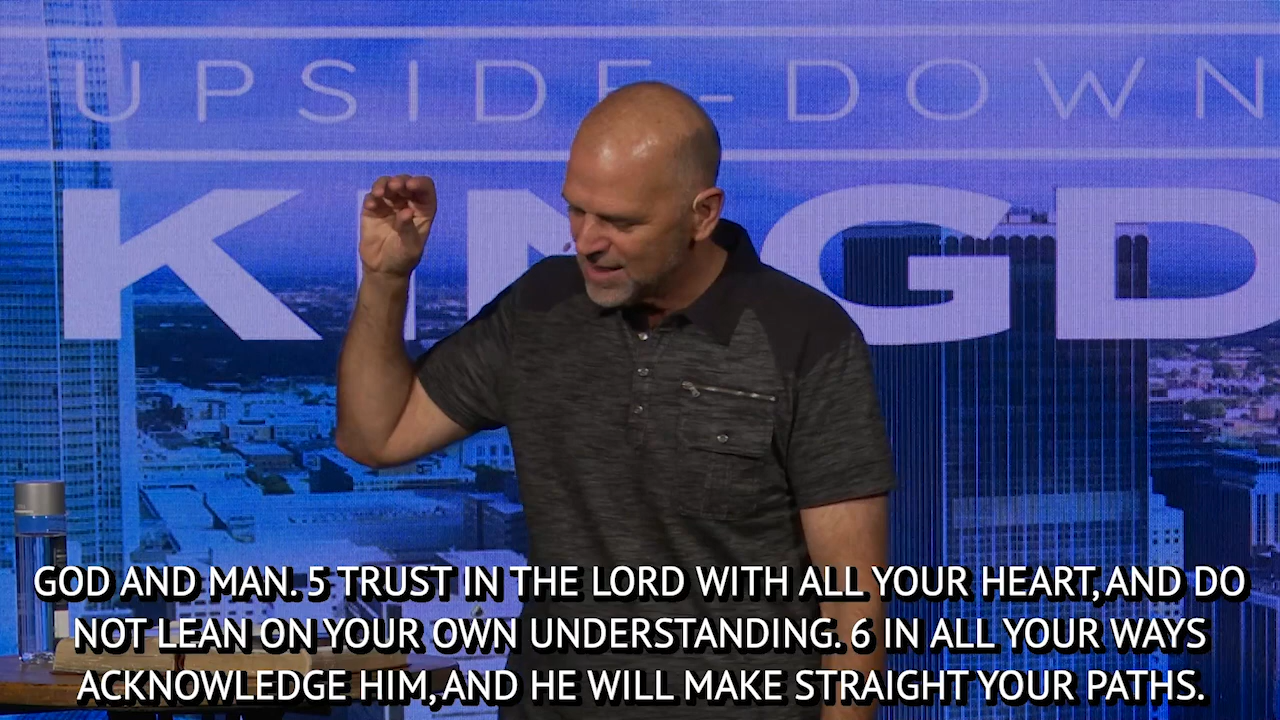 UPSIDE-DOWN
KINGD
GOD AND MAN. 5 TRUST IN THE LORD WITH ALL YOUR HEART, AND DO
NOT LEAN ON YOUR OWN UNDERSTANDING. 6 IN ALL YOUR WAYS
ACKNOWLEDGE HIM, AND HE WILL MAKE STRAIGHT YOUR PATHS.